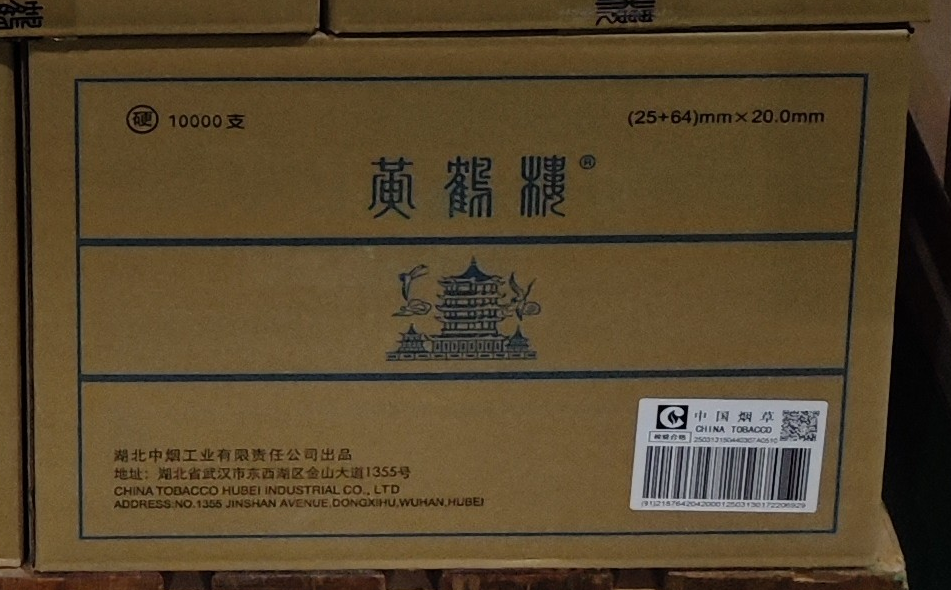 硬 10000支
(25+64)mm×20.0mm
黄鹤楼®
中国烟草
CHINA TOBACCO
湖北中烟工业有限责任公司出品
地址：湖北省武汉市东西湖区金山大道1355号
CHINA TOBACCO HUBEI INDUSTRIAL CO., LTD
ADDRESS:NO.1355 JINSHAN AVENUE,DONGXIHU,WUHAN,HUBEI